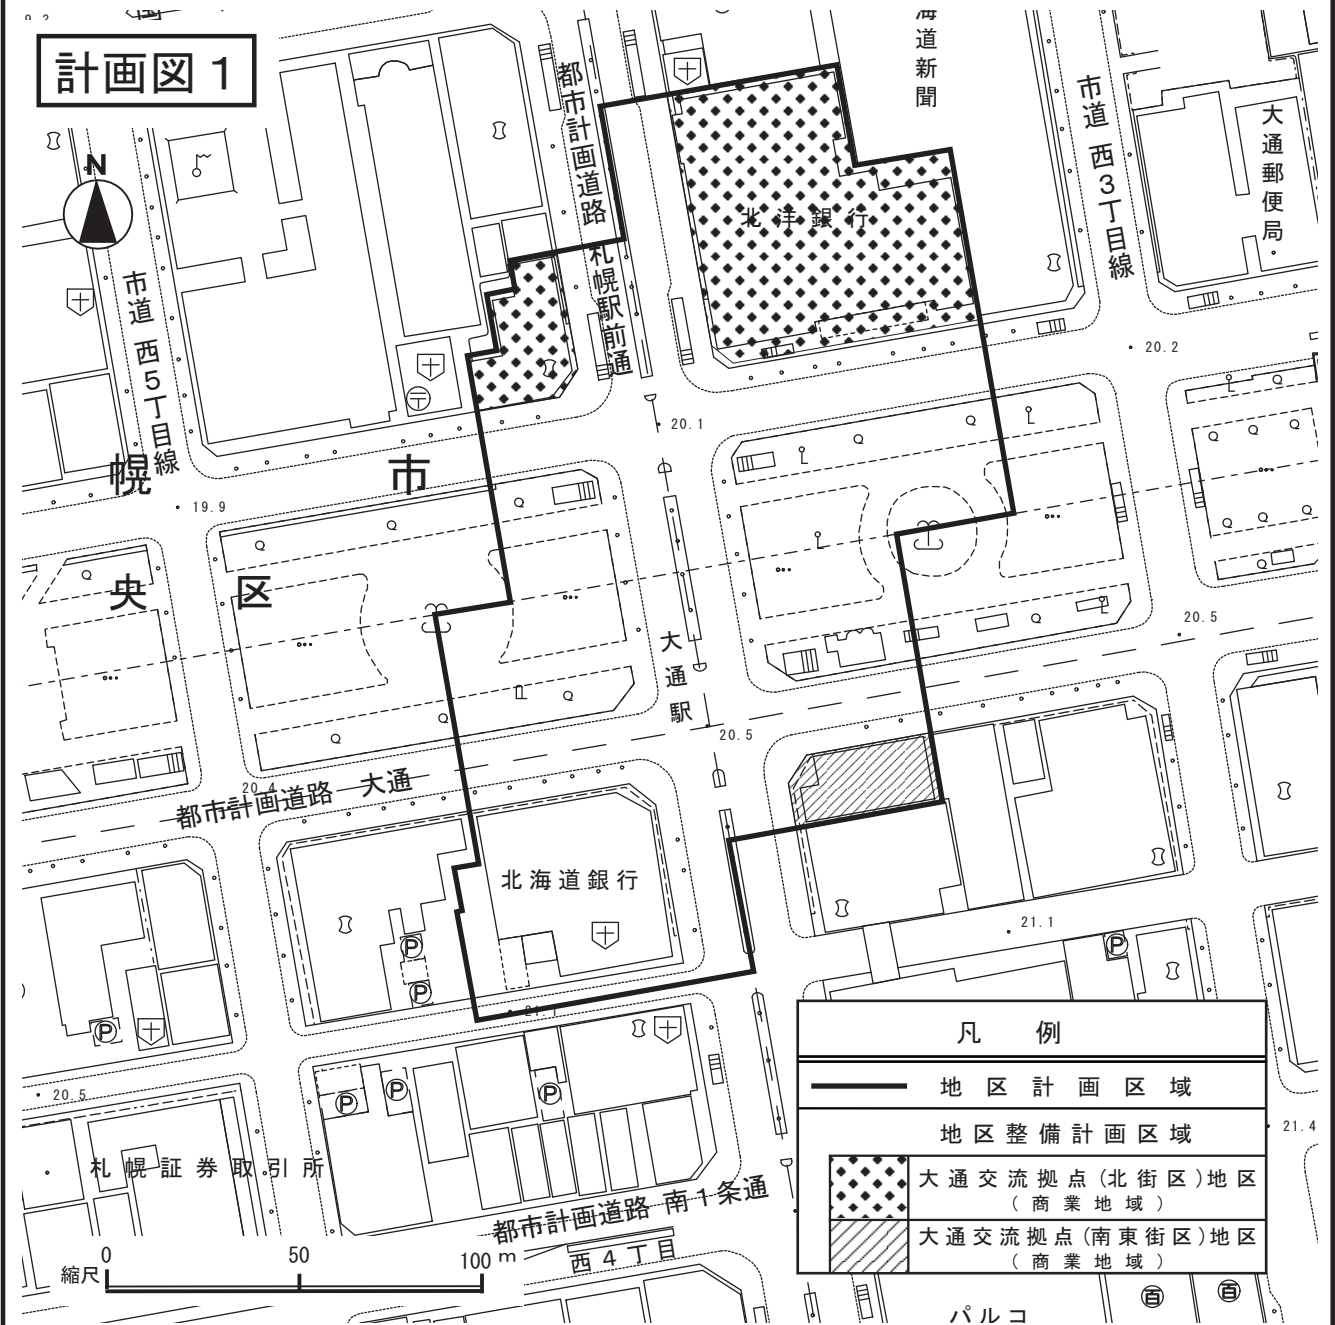 計画図1
海道新聞
都市計画道路 札幌駅前通
市道 西3丁目線
大通郵便局
N
北洋銀行
市道 西5丁目線
20.2
20.1
幌 市
19.9
央 区
20.5
大通駅
20.5
20.4
都市計画道路 大通
北海道銀行
21.1
P
P
P
21.1
P
P
P
P
凡 例
地区計画区域
地区整備計画区域
大通交流拠点(北街区)地区
(商業地域)
大通交流拠点(南東街区)地区
(商業地域)
20.5
21.4
札幌証券取引所
都市計画道路 南1条通
西4丁目
縮尺 0 50 100 m
百
百
パルコ